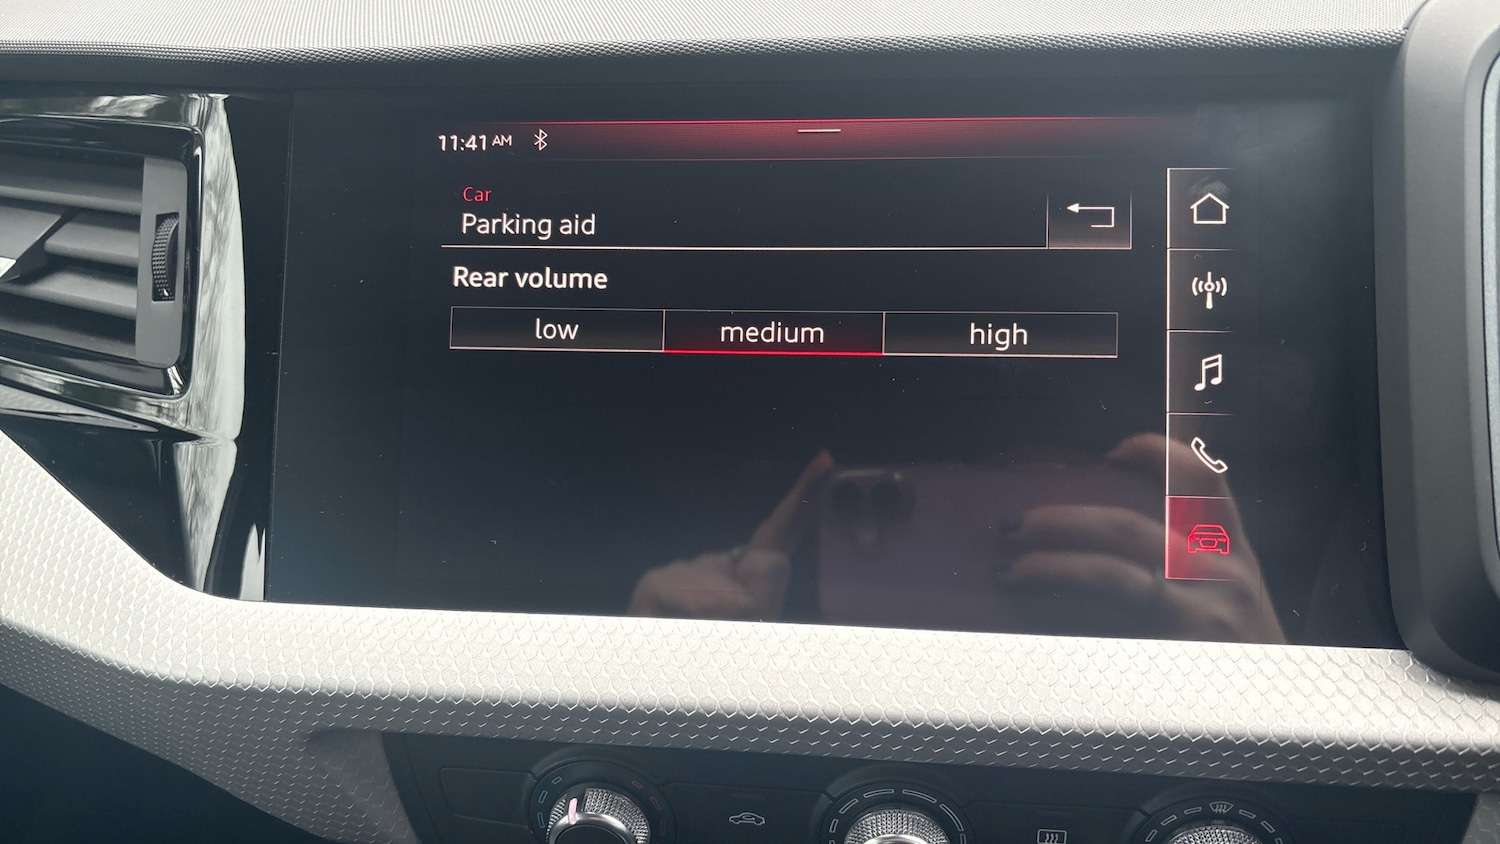 11:41 AM
Car
Parking aid
Rear volume
low medium high